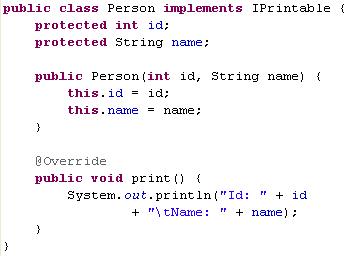 public class Person implements IPrintable {
    protected int id;
    protected String name;

    public Person(int id, String name) {
        this.id = id;
        this.name = name;
    }

    @Override
    public void print() {
        System.out.println("Id: " + id
                + "\tName: " + name);
    }
}